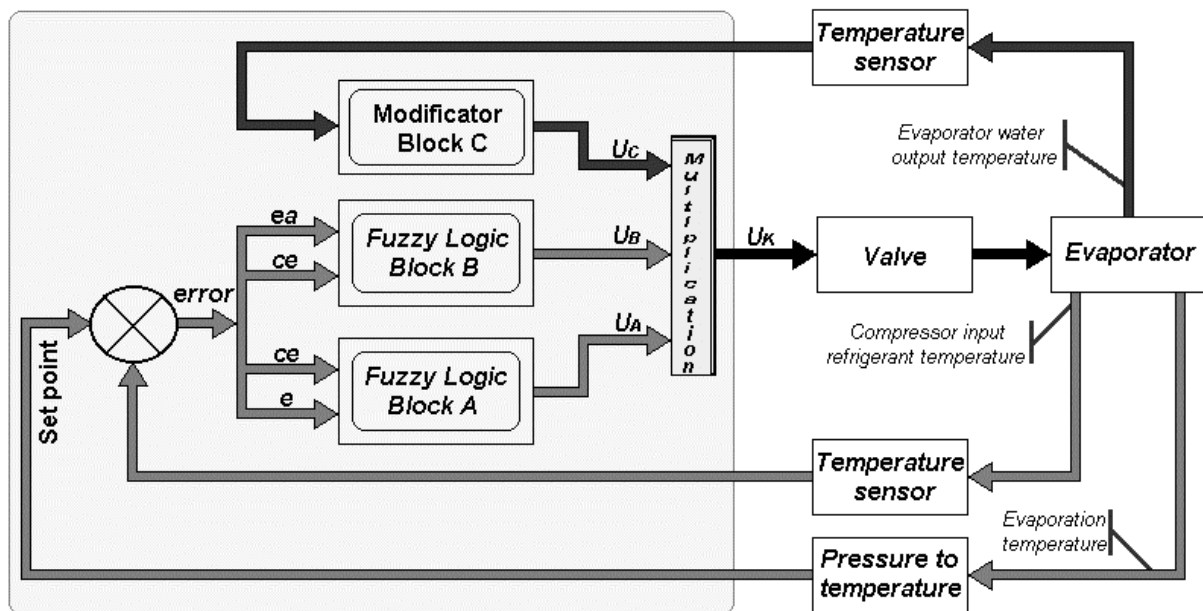 Temperature
sensor
Modificator
Block C
UC
Evaporator water
output temperature
Multiplication
ea
Fuzzy Logic
Block B
UB
UK
Valve
Evaporator
ce
error
Set point
ce
Fuzzy Logic
Block A
UA
e
Compressor input
refrigerant temperature
Temperature
sensor
Evaporation
temperature
Pressure to
temperature